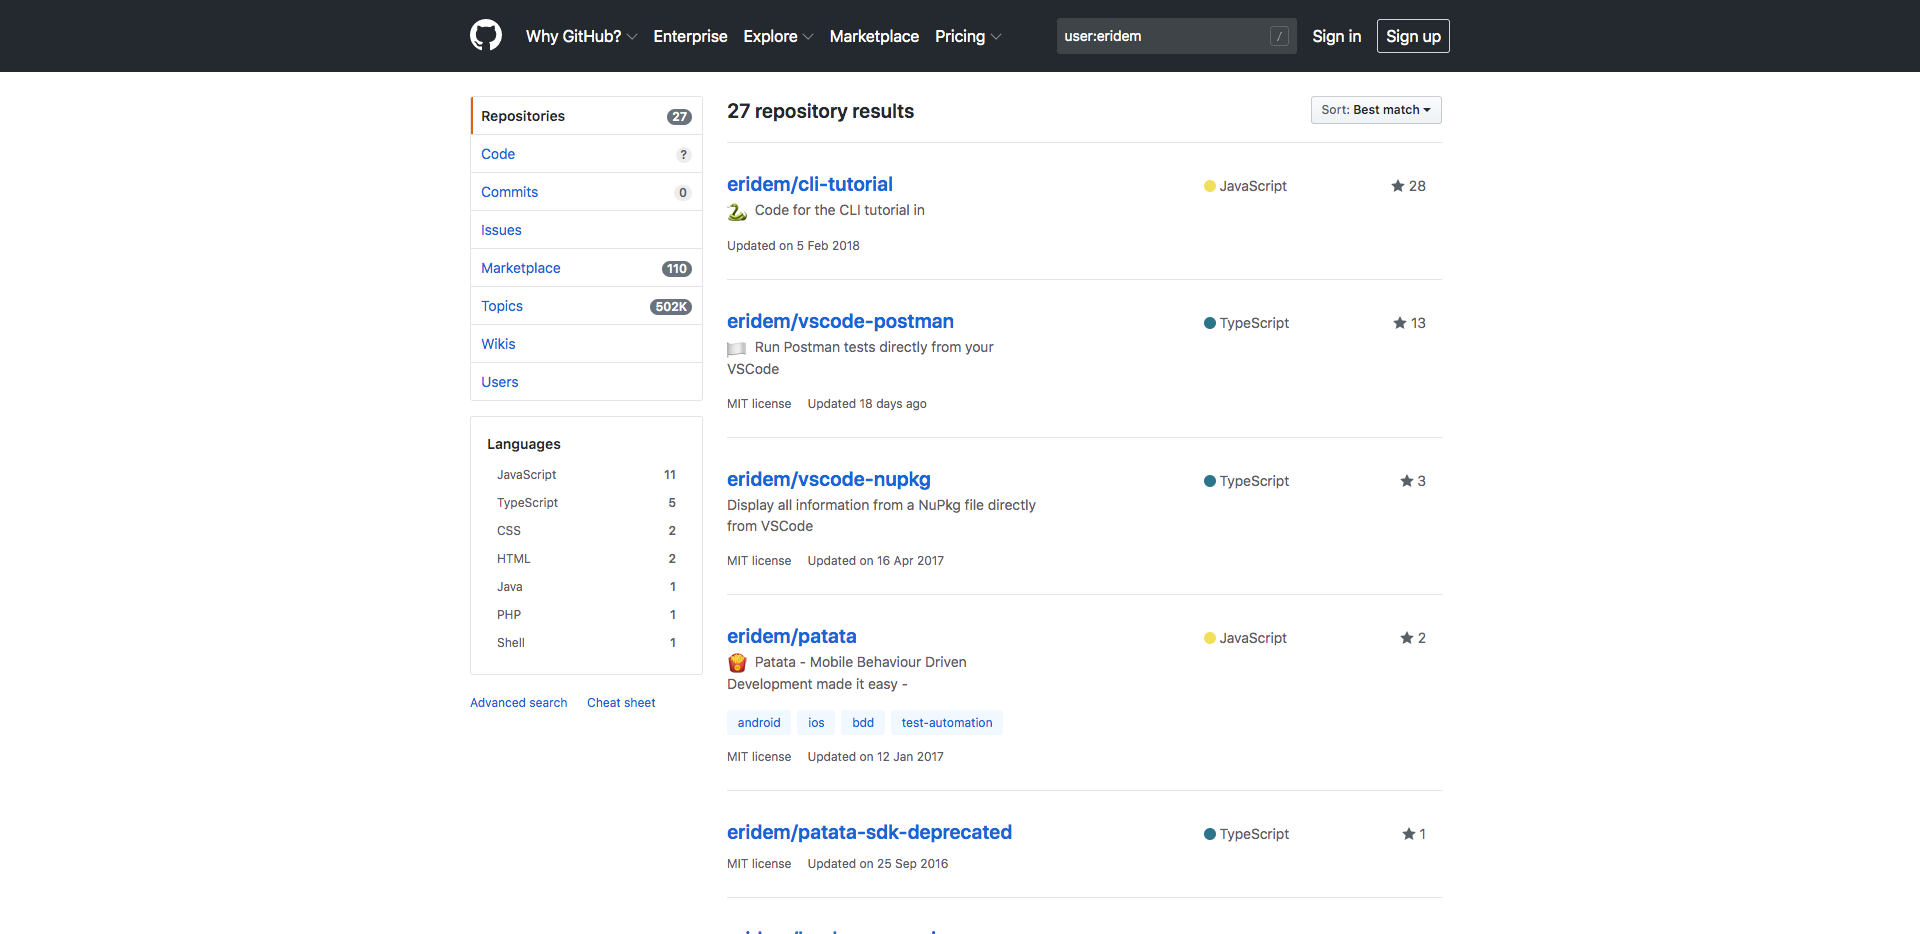 Why GitHub? Enterprise Explore Marketplace Pricing user:eridem / Sign in Sign up
Repositories 27
Code ?
Commits 0
Issues
Marketplace 110
Topics 502K
Wikis
Users
Languages
JavaScript 11
TypeScript 5
CSS 2
HTML 2
Java 1
PHP 1
Shell 1
Advanced search Cheat sheet
27 repository results Sort: Best match
eridem/cli-tutorial JavaScript 28
Code for the CLI tutorial in
Updated on 5 Feb 2018
eridem/vscode-postman TypeScript 13
Run Postman tests directly from your
VSCode
MIT license Updated 18 days ago
eridem/vscode-nupkg TypeScript 3
Display all information from a NuPkg file directly
from VSCode
MIT license Updated on 16 Apr 2017
eridem/patata JavaScript 2
Patata - Mobile Behaviour Driven
Development made it easy -
android ios bdd test-automation
MIT license Updated on 12 Jan 2017
eridem/patata-sdk-deprecated TypeScript 1
MIT license Updated on 25 Sep 2016